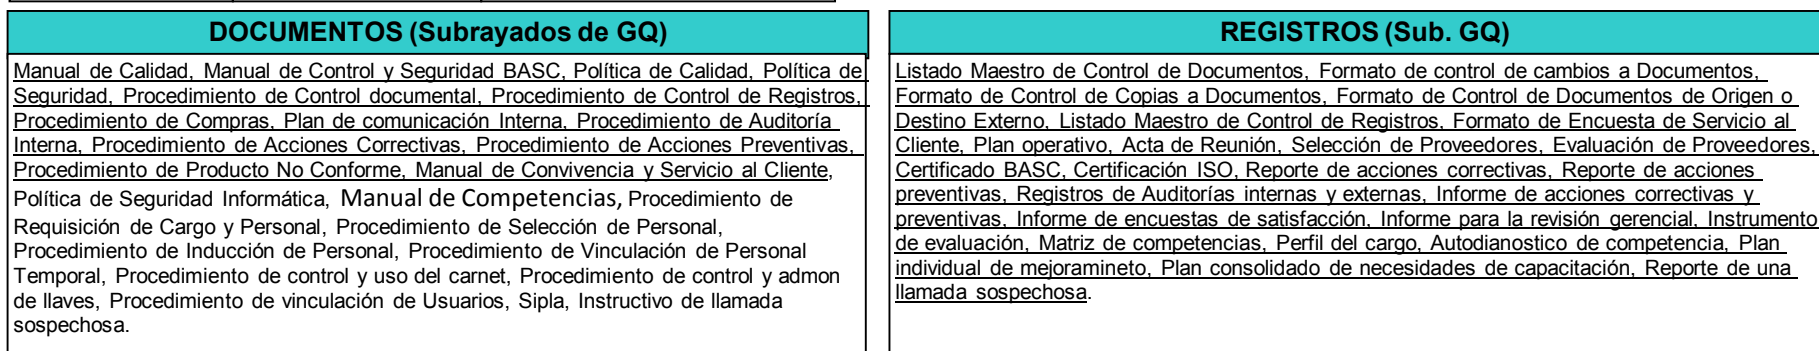 DOCUMENTOS (Subrayados de GQ)
Manual de Calidad, Manual de Control y Seguridad BASC, Política de Calidad, Política de
Seguridad, Procedimiento de Control documental, Procedimiento de Control de Registros,
Procedimiento de Compras, Plan de comunicación Interna, Procedimiento de Auditoría
Interna, Procedimiento de Acciones Correctivas, Procedimiento de Acciones Preventivas,
Procedimiento de Producto No Conforme, Manual de Convivencia y Servicio al Cliente,
Política de Seguridad Informática, Manual de Competencias, Procedimiento de
Requisición de Cargo y Personal, Procedimiento de Selección de Personal,
Procedimiento de Inducción de Personal, Procedimiento de Vinculación de Personal
Temporal, Procedimiento de control y uso del carnet, Procedimiento de control y admon
de llaves, Procedimiento de vinculación de Usuarios, Sipla, Instructivo de llamada
sospechosa.
REGISTROS (Sub. GQ)
Listado Maestro de Control de Documentos, Formato de control de cambios a Documentos,
Formato de Control de Copias a Documentos, Formato de Control de Documentos de Origen o
Destino Externo, Listado Maestro de Control de Registros, Formato de Encuesta de Servicio al
Cliente, Plan operativo, Acta de Reunión, Selección de Proveedores, Evaluación de Proveedores,
Certificado BASC, Certificación ISO, Reporte de acciones correctivas, Reporte de acciones
preventivas, Registros de Auditorías internas y externas, Informe de acciones correctivas y
preventivas, Informe de encuestas de satisfacción, Informe para la revisión gerencial, Instrumento
de evaluación, Matriz de competencias, Perfil del cargo, Autodianostico de competencia, Plan
individual de mejoramineto, Plan consolidado de necesidades de capacitación, Reporte de una
llamada sospechosa.